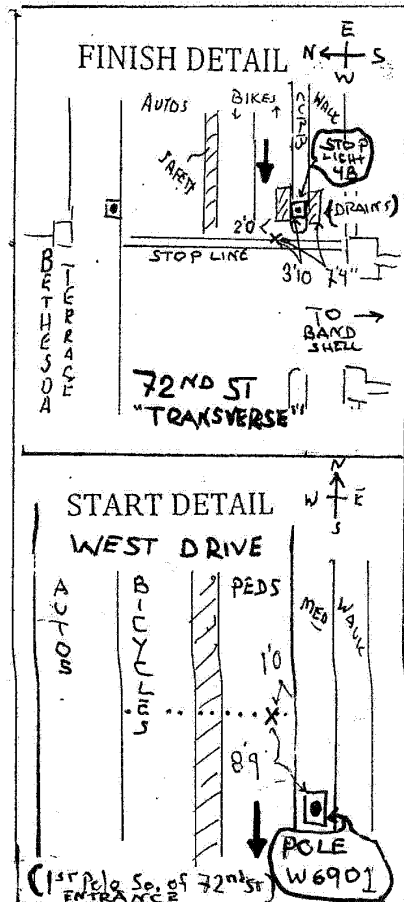 E
N S
W
FINISH DETAIL
AUTOS
BIKES
WALK
SAFETY
STOP
LIGHT
4B
(DRAINS)
2'0
STOP LINE
3'10 7'4"
BETHESDA
TERRACE
TO
BAND
SHELL
72ND ST
"TRANSVERSE"
N
W E
S
START DETAIL
WEST DRIVE
AUTOS
BICYCLES
PEDS
MED
WALK
1'0
8'9
POLE
W6901
(1st Pole So. of 72nd St
ENTRANCE)